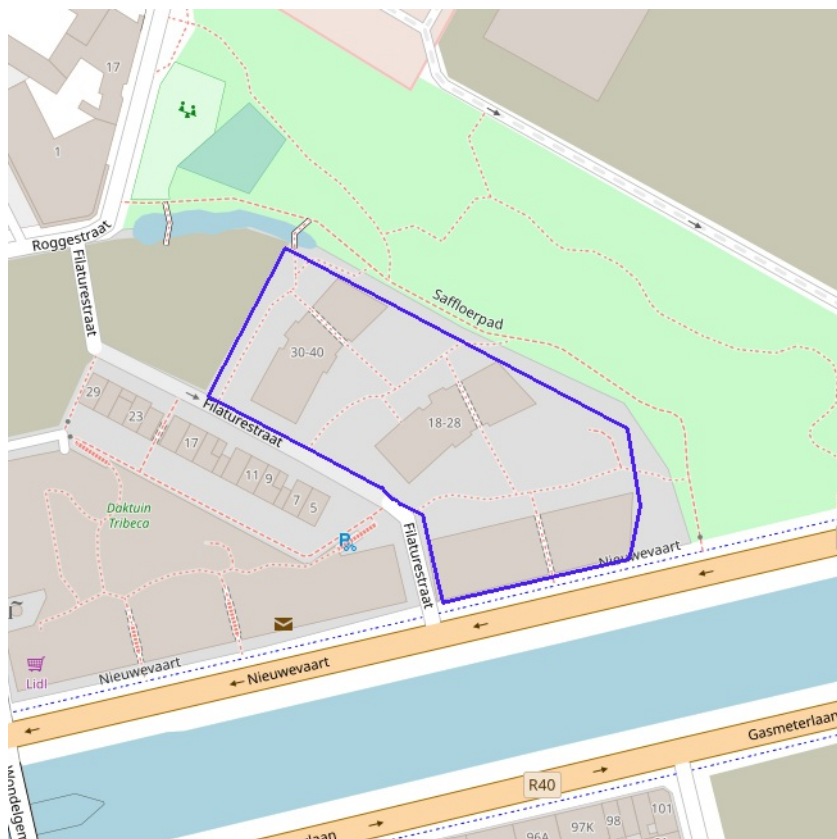 17
1
Roggestraat
Filaturestraat
Saffloerpad
30-40
29
23
Filaturestraat
18-28
17
11
9
7
5
Daktuin
Tribeca
Filaturestraat
Nieuwevaart
Lidl
Nieuwevaart
Nieuwevaart
Gasmeterlaan
R40
101
98
97K
96A